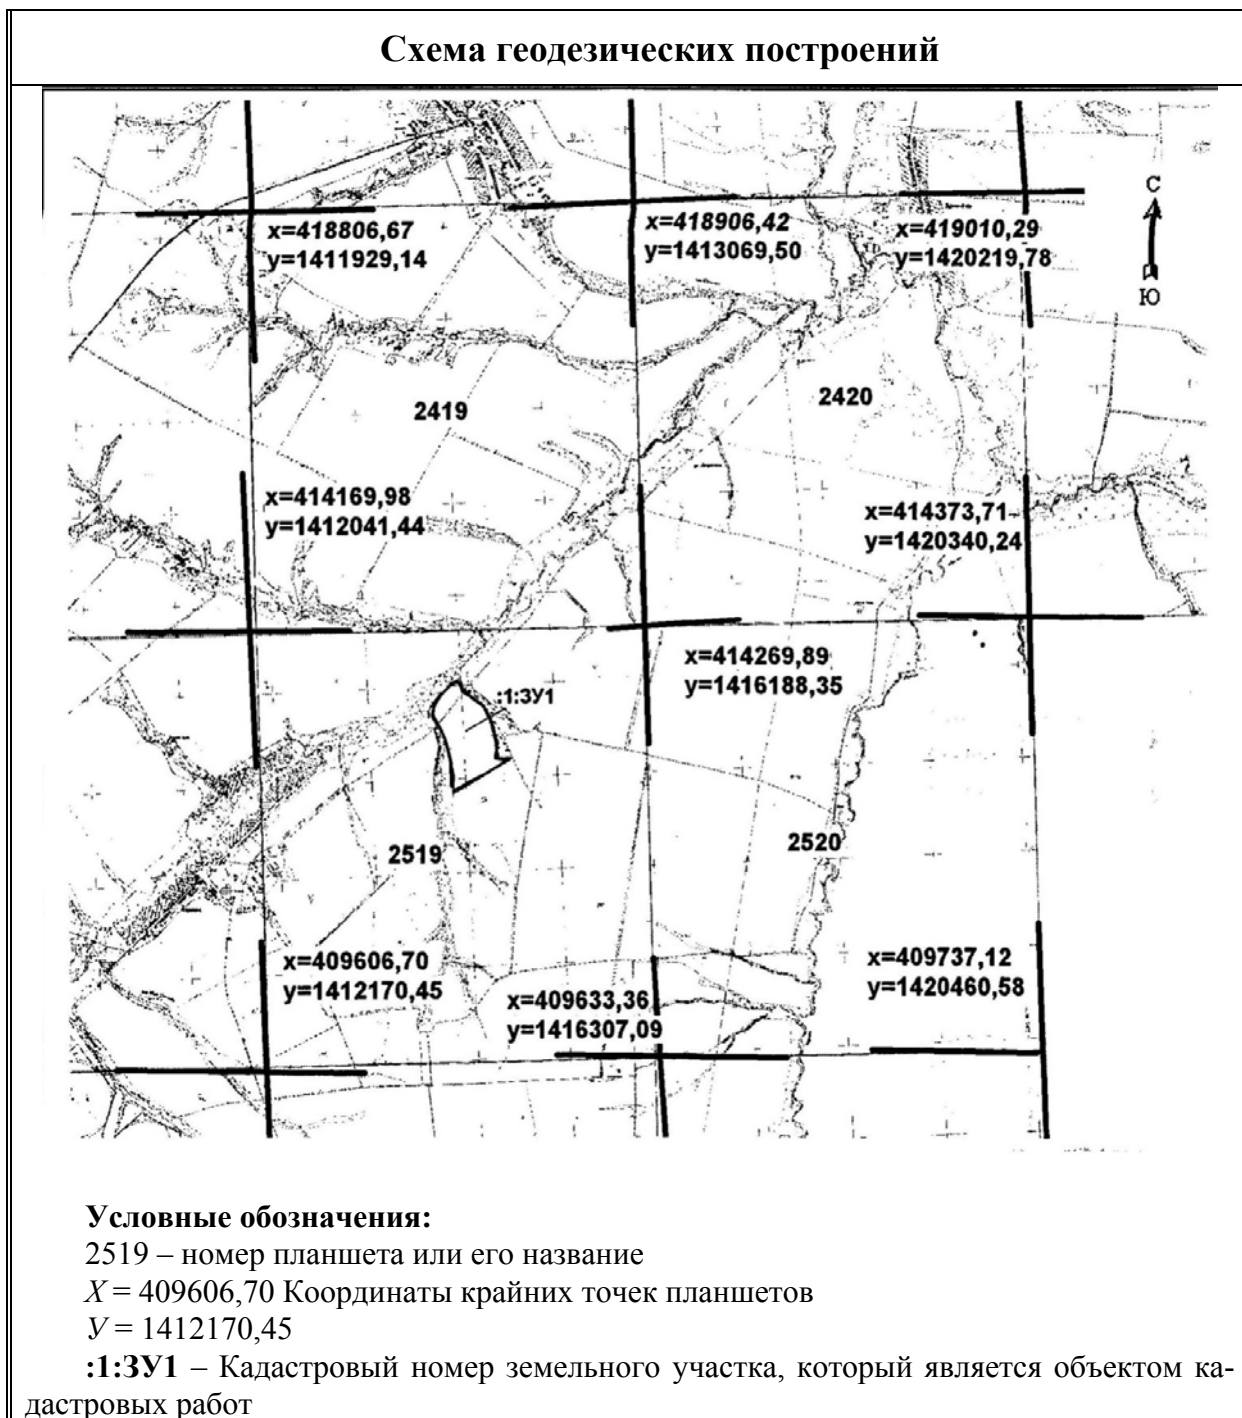 Схема геодезических построений
С
Ю
x=418806,67
y=1411929,14
x=418906,42
y=1413069,50
x=419010,29
y=1420219,78
2419
2420
x=414169,98
y=1412041,44
x=414373,71
y=1420340,24
x=414269,89
y=1416188,35
:1:ЗУ1
2519
2520
x=409606,70
y=1412170,45
x=409633,36
y=1416307,09
x=409737,12
y=1420460,58
Условные обозначения:
2519 – номер планшета или его название
X = 409606,70 Координаты крайних точек планшетов
У = 1412170,45
:1:ЗУ1 – Кадастровый номер земельного участка, который является объектом ка-
дастровых работ